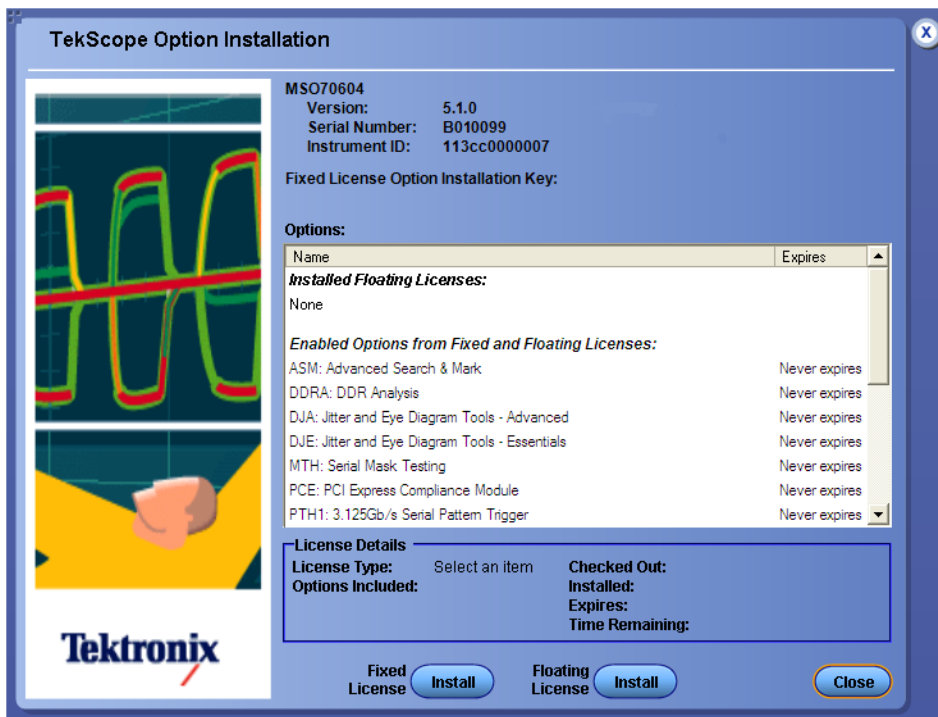 TekScope Option Installation
X
MSO70604
Version: 5.1.0
Serial Number: B010099
Instrument ID: 113cc0000007
Fixed License Option Installation Key:
Options:
Name Expires
Installed Floating Licenses:
None
Enabled Options from Fixed and Floating Licenses:
ASM: Advanced Search & Mark Never expires
DDRA: DDR Analysis Never expires
DJA: Jitter and Eye Diagram Tools - Advanced Never expires
DJE: Jitter and Eye Diagram Tools - Essentials Never expires
MTH: Serial Mask Testing Never expires
PCE: PCI Express Compliance Module Never expires
PTH1: 3.125Gb/s Serial Pattern Trigger Never expires
License Details
License Type: Select an item Checked Out:
Options Included: Installed:
Expires:
Time Remaining:
Tektronix
Fixed License Install Floating License Install Close